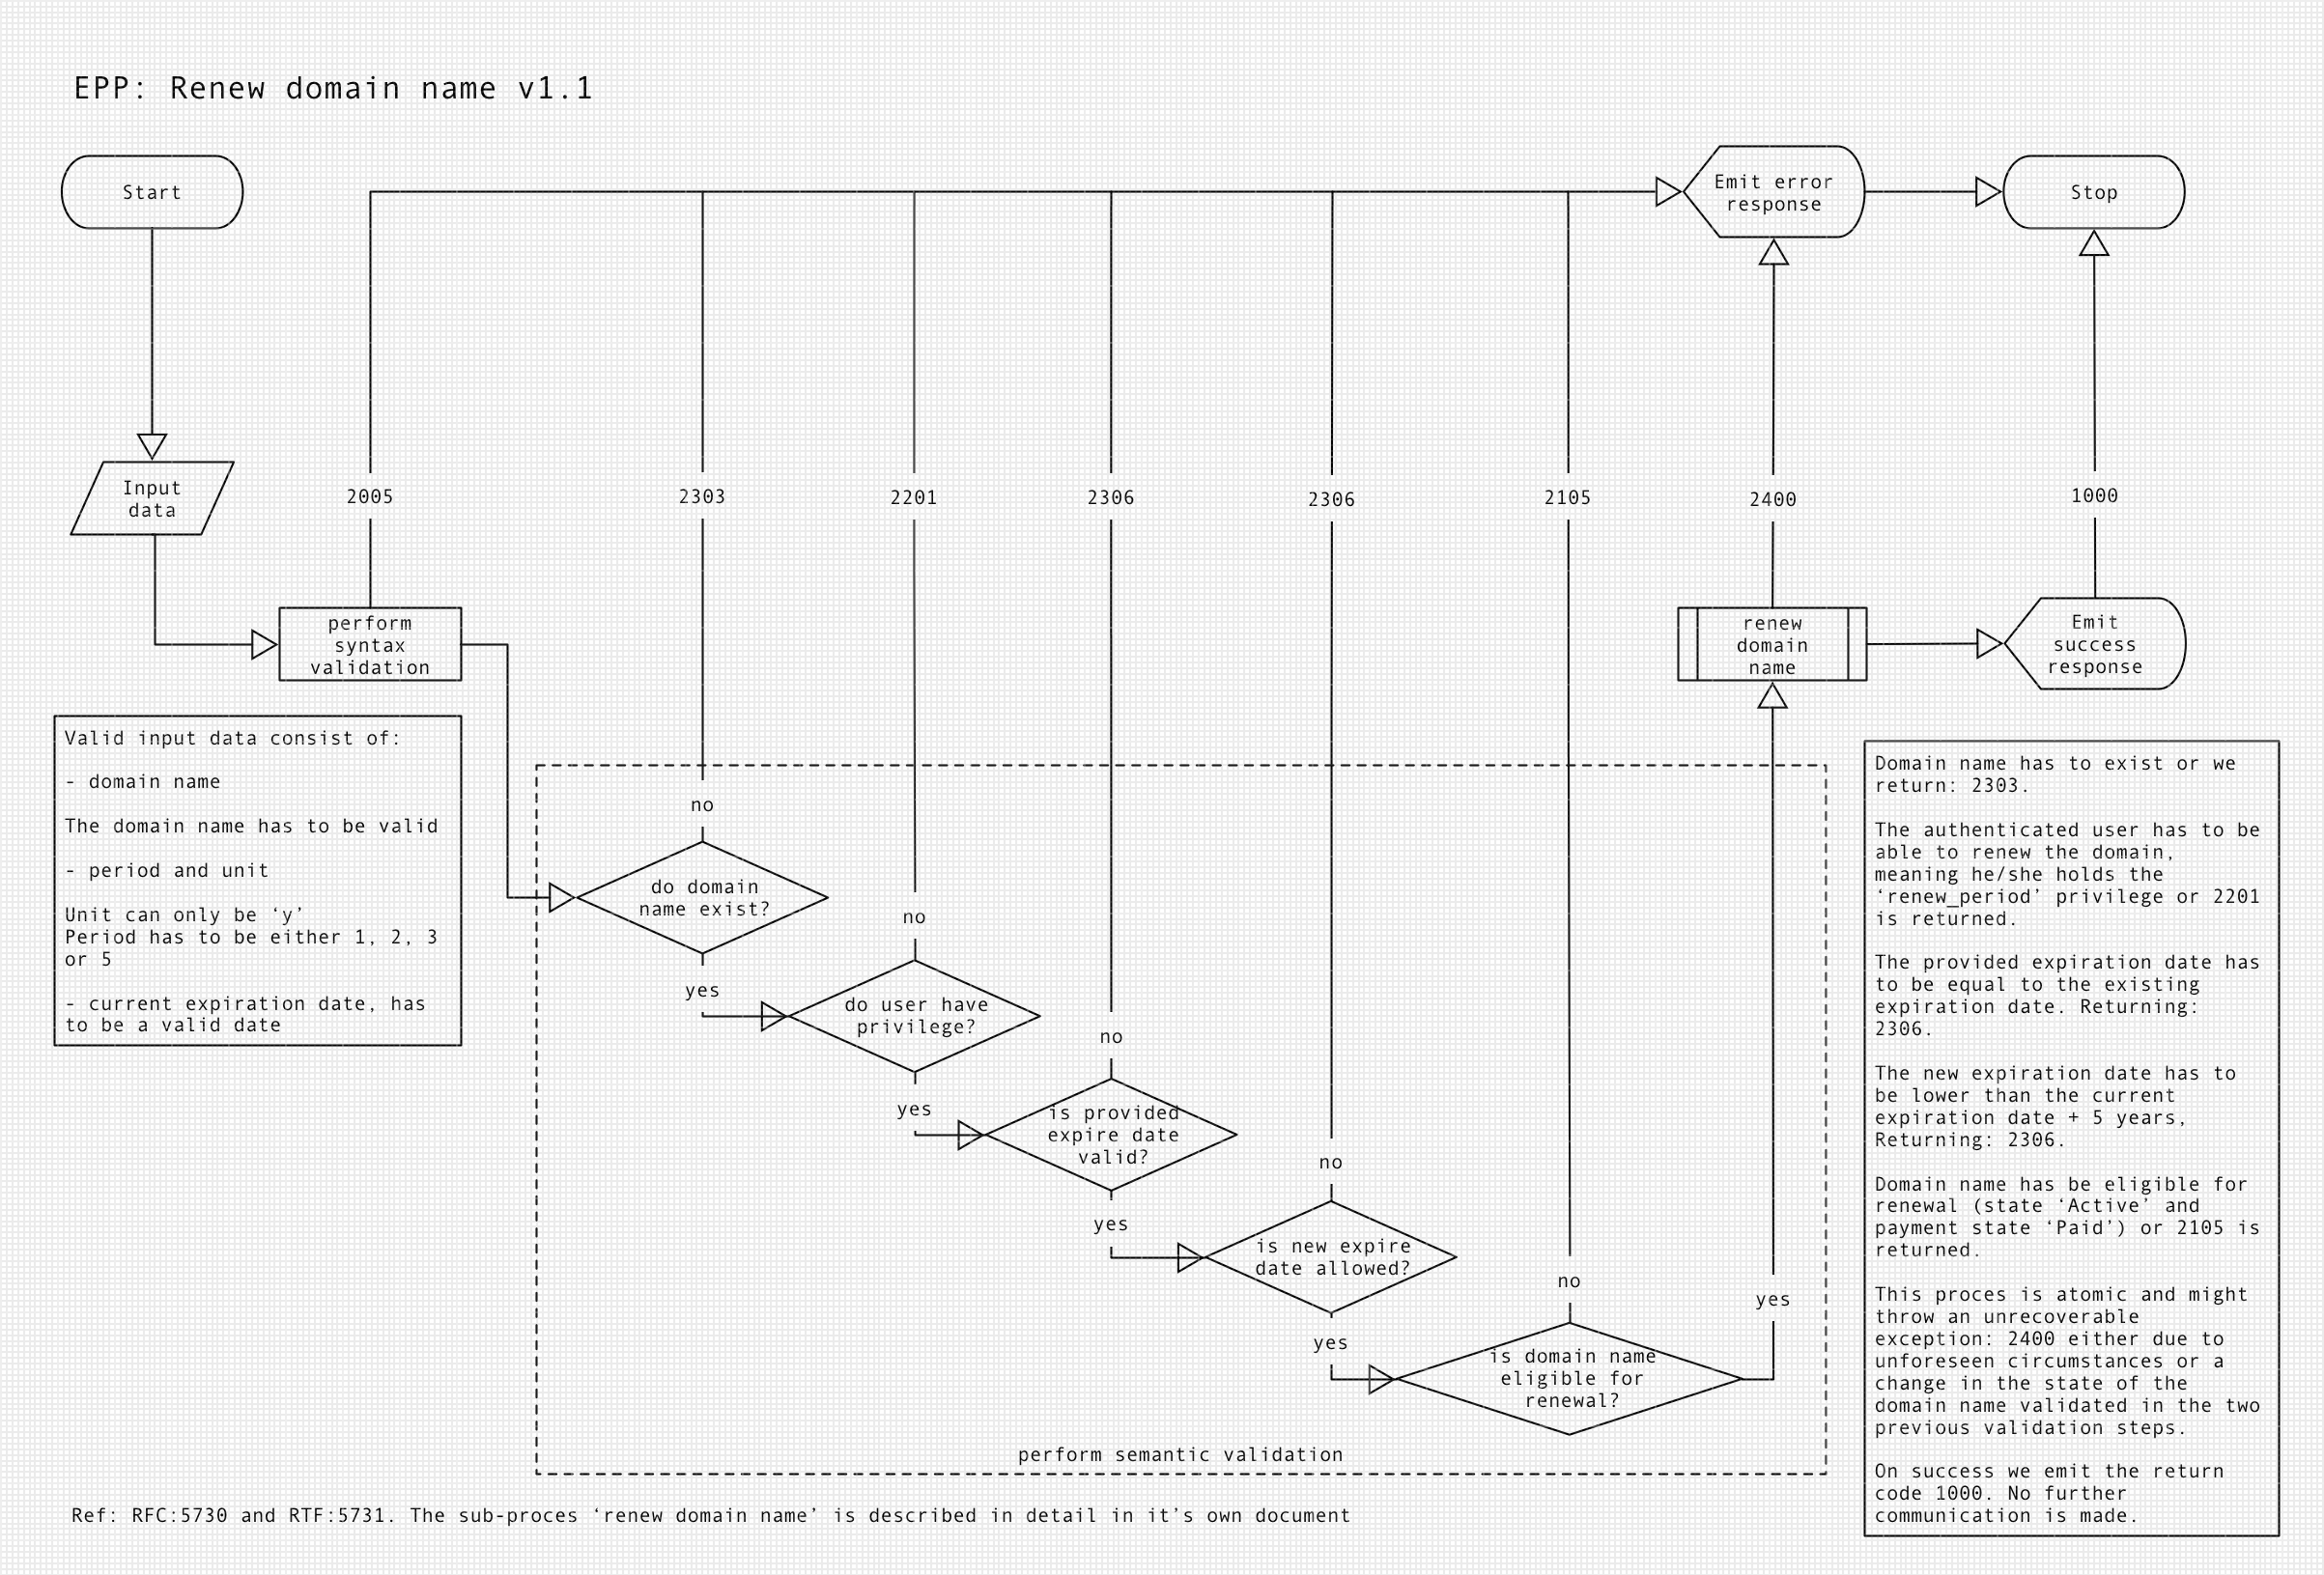 EPP: Renew domain name v1.1
Start
Emit error
response
Stop
Input
data
2005
2303
2201
2306
2306
2105
2400
1000
perform
syntax
validation
renew
domain
name
Emit
success
response
Valid input data consist of:
- domain name
The domain name has to be valid
- period and unit
Unit can only be ‘y’
Period has to be either 1, 2, 3
or 5
- current expiration date, has
to be a valid date
no
do domain
name exist?
yes
no
do user have
privilege?
yes
no
is provided
expire date
valid?
yes
no
is new expire
date allowed?
yes
no
is domain name
eligible for
renewal?
yes
perform semantic validation
Domain name has to exist or we
return: 2303.
The authenticated user has to be
able to renew the domain,
meaning he/she holds the
‘renew_period’ privilege or 2201
is returned.
The provided expiration date has
to be equal to the existing
expiration date. Returning:
2306.
The new expiration date has to
be lower than the current
expiration date + 5 years,
Returning: 2306.
Domain name has be eligible for
renewal (state ‘Active’ and
payment state ‘Paid’) or 2105 is
returned.
This proces is atomic and might
throw an unrecoverable
exception: 2400 either due to
unforeseen circumstances or a
change in the state of the
domain name validated in the two
previous validation steps.
On success we emit the return
code 1000. No further
communication is made.
Ref: RFC:5730 and RTF:5731. The sub-proces ‘renew domain name’ is described in detail in it’s own document